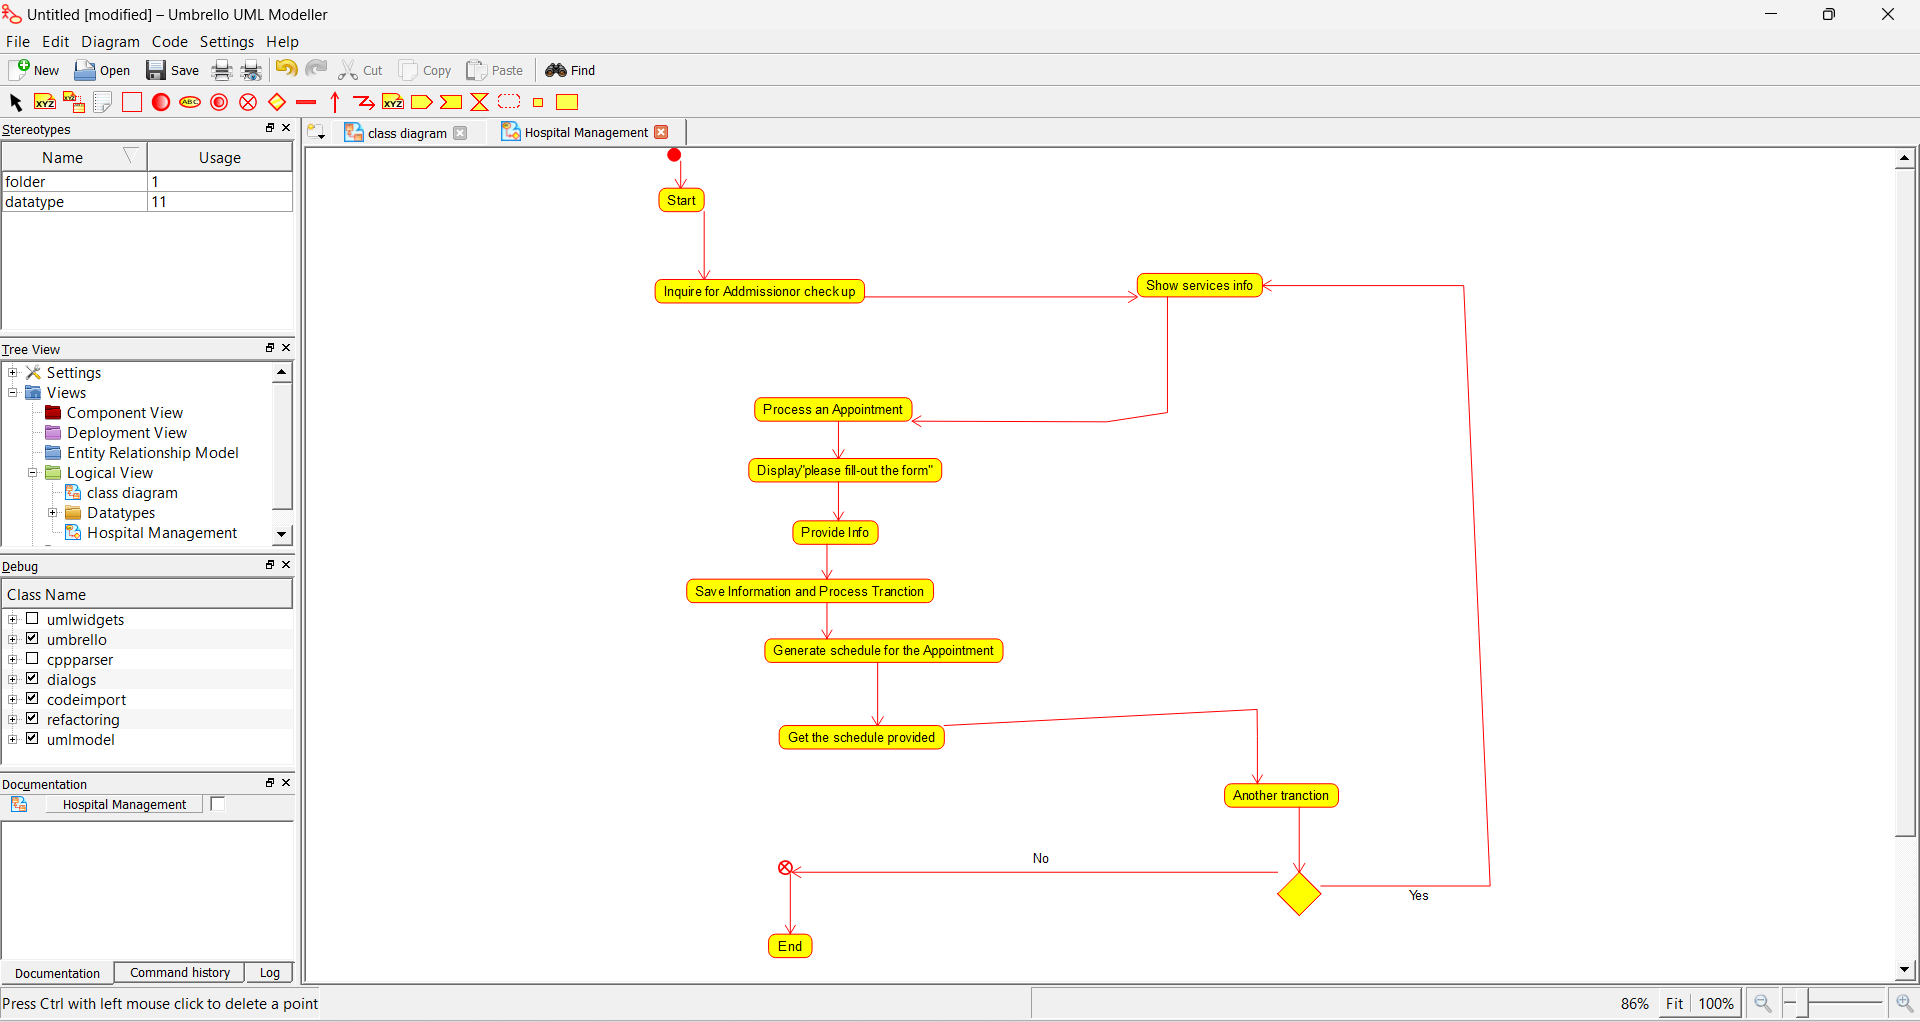 Untitled [modified] – Umbrello UML Modeller
File Edit Diagram Code Settings Help
New Open Save Cut Copy Paste Find
XYZ XYZ ABC XYZ
Stereotypes
class diagram Hospital Management
Name Usage
folder 1
datatype 11
Tree View
Settings
Views
Component View
Deployment View
Entity Relationship Model
Logical View
class diagram
Datatypes
Hospital Management
Debug
Class Name
umlwidgets
umbrello
cppparser
dialogs
codeimport
refactoring
umlmodel
Documentation
Hospital Management
Documentation Command history Log
Start
Inquire for Addmissionor check up
Show services info
Process an Appointment
Display"please fill-out the form"
Provide Info
Save Information and Process Tranction
Generate schedule for the Appointment
Get the schedule provided
Another tranction
No
Yes
End
Press Ctrl with left mouse click to delete a point
86% Fit 100%